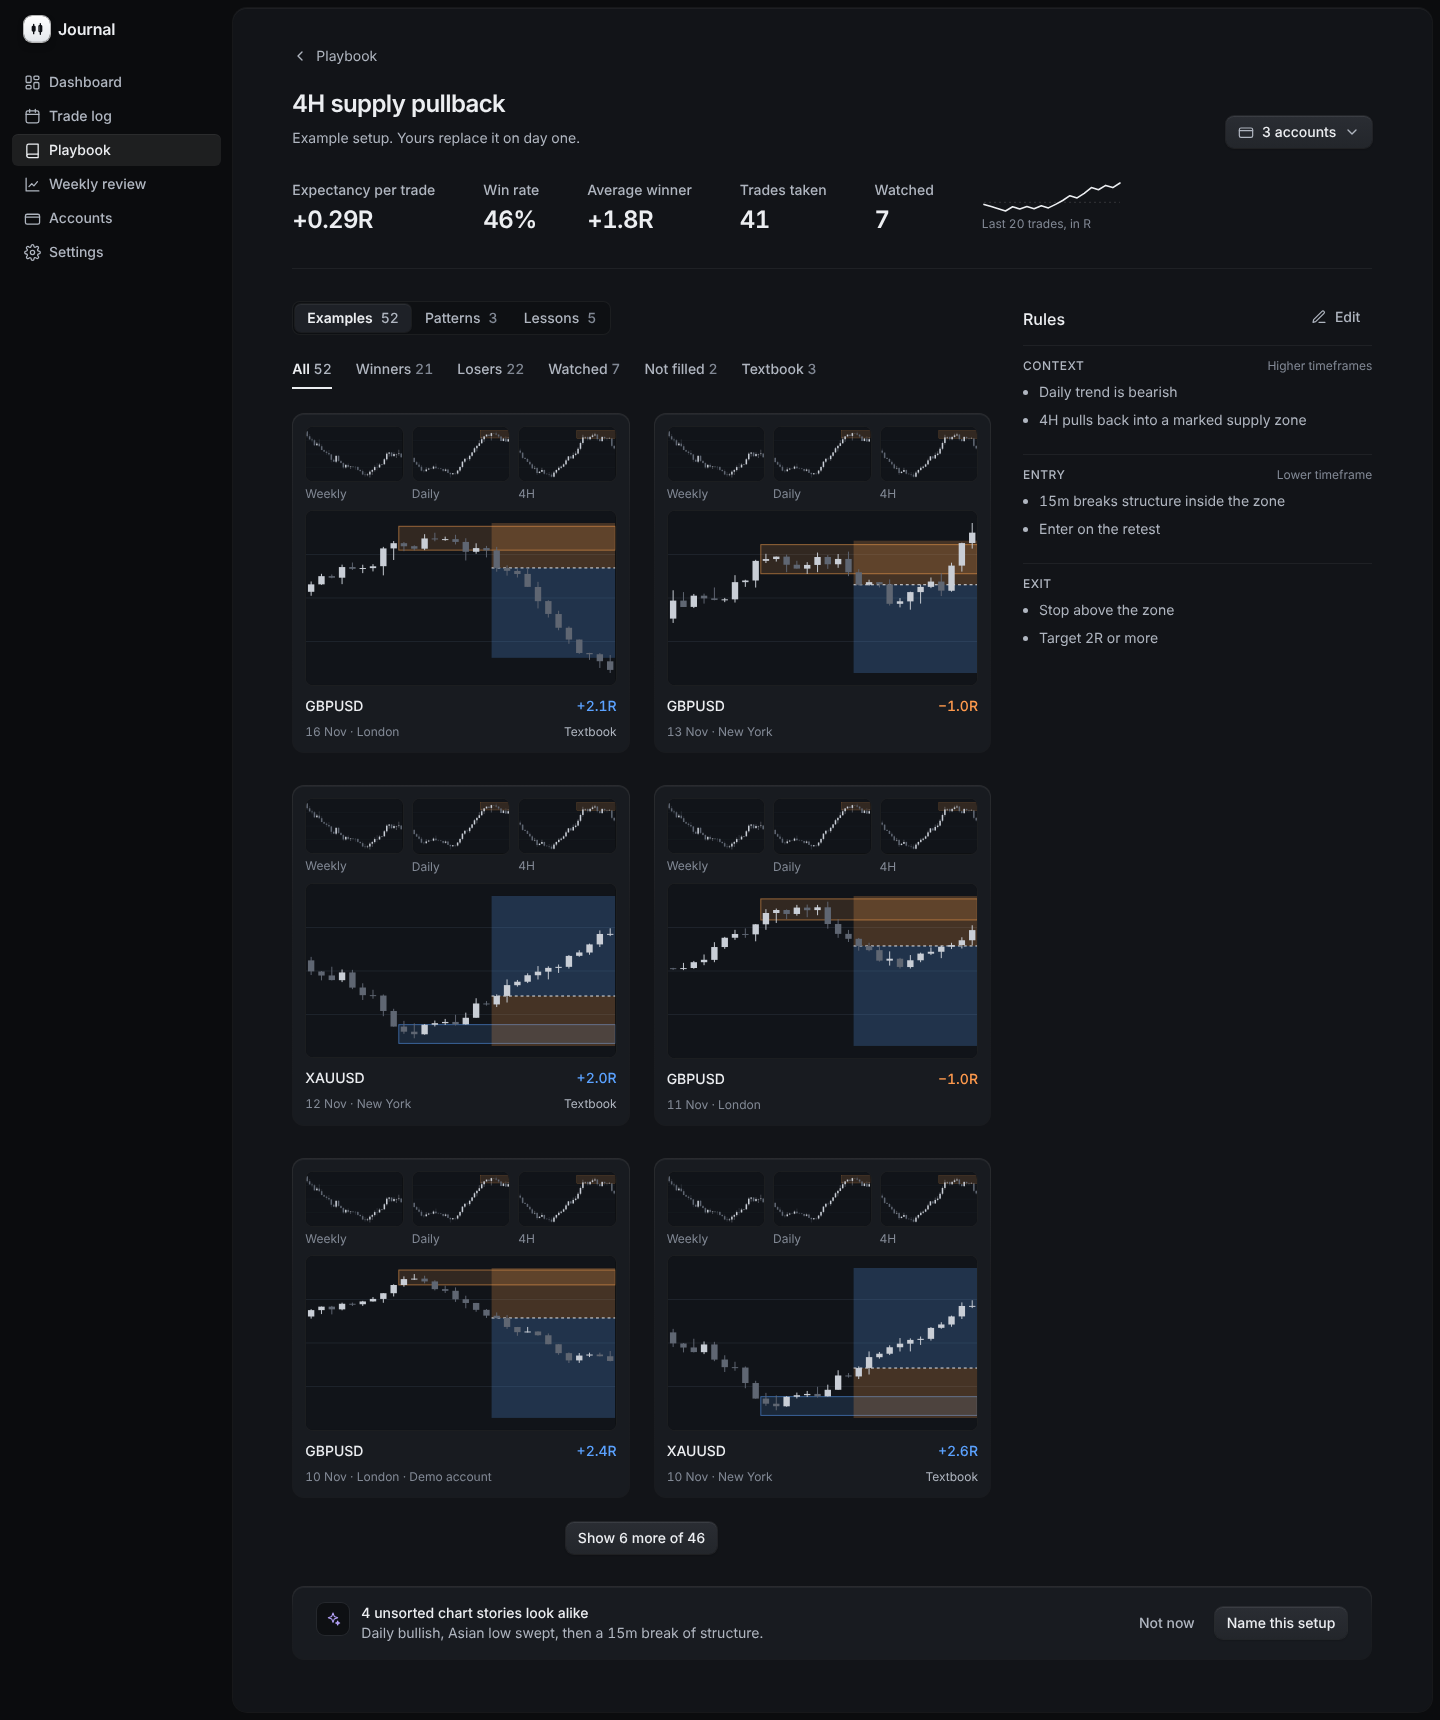 Journal
Dashboard
Trade log
Playbook
Weekly review
Accounts
Settings
Playbook
4H supply pullback
Example setup. Yours replace it on day one.
3 accounts
Expectancy per trade
+0.29R
Win rate
46%
Average winner
+1.8R
Trades taken
41
Watched
7
Last 20 trades, in R
Examples 52
Patterns 3
Lessons 5
All 52
Winners 21
Losers 22
Watched 7
Not filled 2
Textbook 3
Weekly
Daily
4H
GBPUSD
+2.1R
16 Nov · London
Textbook
Weekly
Daily
4H
GBPUSD
−1.0R
13 Nov · New York
Weekly
Daily
4H
XAUUSD
+2.0R
12 Nov · New York
Textbook
Weekly
Daily
4H
GBPUSD
−1.0R
11 Nov · London
Weekly
Daily
4H
GBPUSD
+2.4R
10 Nov · London · Demo account
Weekly
Daily
4H
XAUUSD
+2.6R
10 Nov · New York
Textbook
Show 6 more of 46
Rules
Edit
CONTEXT
Higher timeframes
Daily trend is bearish
4H pulls back into a marked supply zone
ENTRY
Lower timeframe
15m breaks structure inside the zone
Enter on the retest
EXIT
Stop above the zone
Target 2R or more
4 unsorted chart stories look alike
Daily bullish, Asian low swept, then a 15m break of structure.
Not now
Name this setup